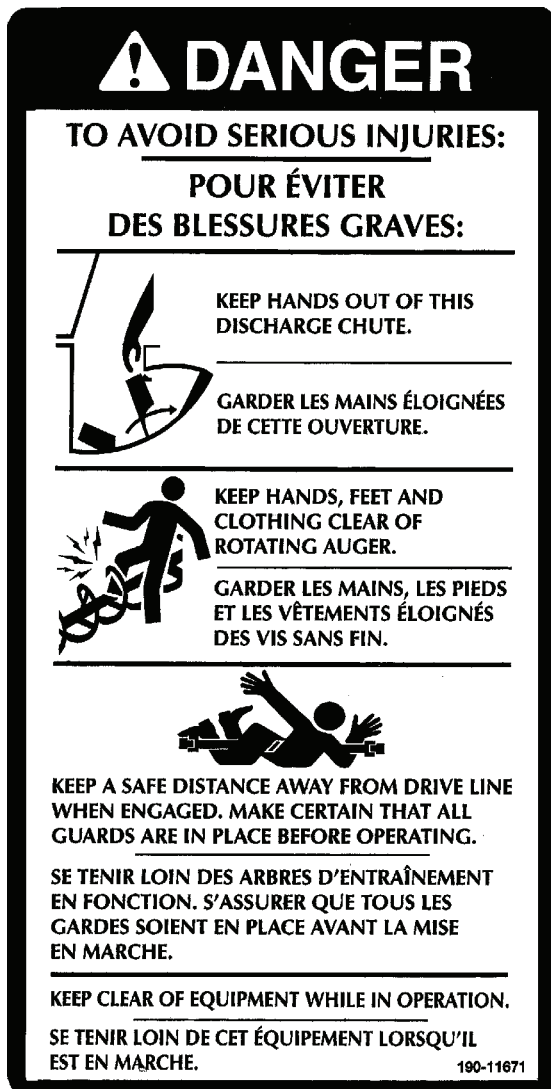 DANGER
TO AVOID SERIOUS INJURIES:
POUR ÉVITER
DES BLESSURES GRAVES:
KEEP HANDS OUT OF THIS
DISCHARGE CHUTE.
GARDER LES MAINS ÉLOIGNÉES
DE CETTE OUVERTURE.
KEEP HANDS, FEET AND
CLOTHING CLEAR OF
ROTATING AUGER.
GARDER LES MAINS, LES PIEDS
ET LES VÊTEMENTS ÉLOIGNÉS
DES VIS SANS FIN.
KEEP A SAFE DISTANCE AWAY FROM DRIVE LINE
WHEN ENGAGED. MAKE CERTAIN THAT ALL
GUARDS ARE IN PLACE BEFORE OPERATING.
SE TENIR LOIN DES ARBRES D'ENTRAÎNEMENT
EN FONCTION. S'ASSURER QUE TOUS LES
GARDES SOIENT EN PLACE AVANT LA MISE
EN MARCHE.
KEEP CLEAR OF EQUIPMENT WHILE IN OPERATION.
SE TENIR LOIN DE CET ÉQUIPEMENT LORSQU'IL
EST EN MARCHE.
190-11671